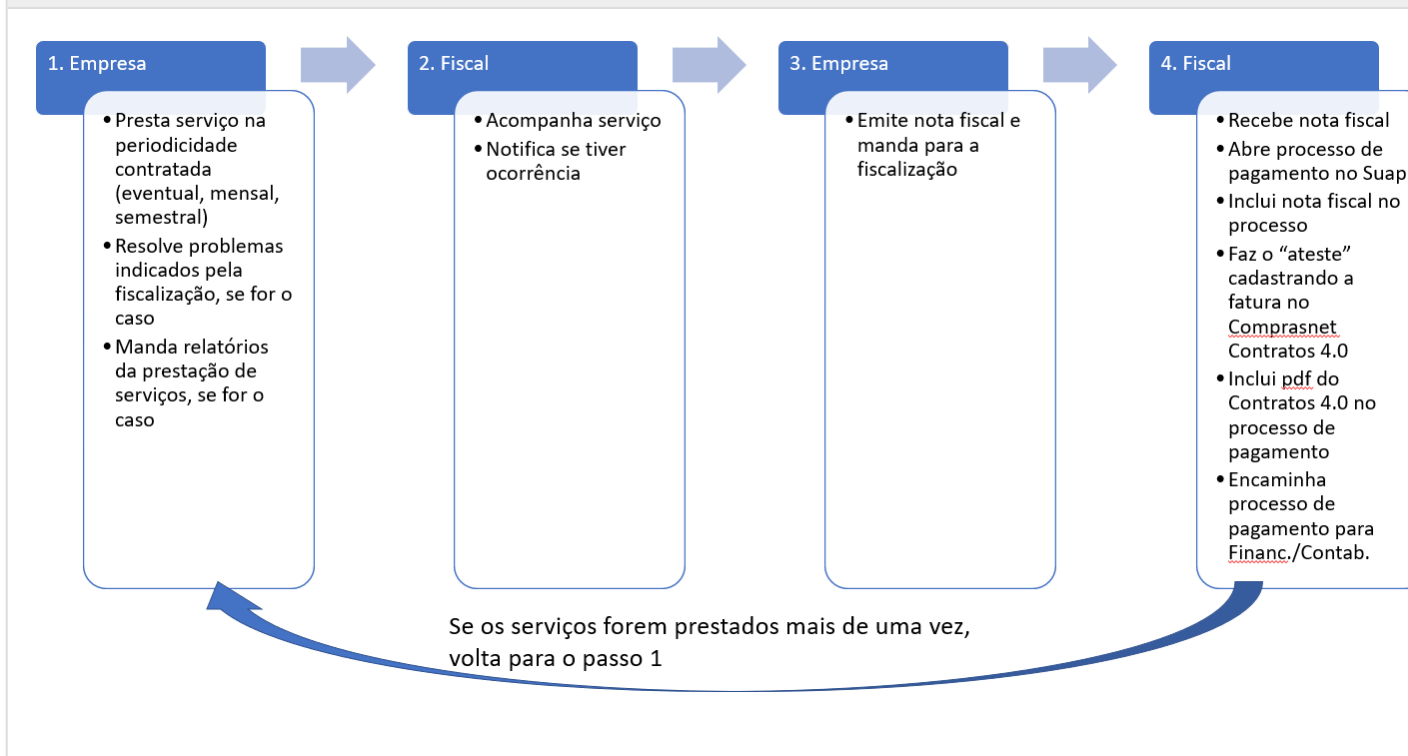 1. Empresa
• Presta serviço na
periodicidade
contratada
(eventual, mensal,
semestral)
• Resolve problemas
indicados pela
fiscalização, se for o
caso
• Manda relatórios
da prestação de
serviços, se for o
caso
2. Fiscal
• Acompanha serviço
• Notifica se tiver
ocorrência
3. Empresa
• Emite nota fiscal e
manda para a
fiscalização
4. Fiscal
• Recebe nota fiscal
• Abre processo de
pagamento no Suap
• Inclui nota fiscal no
processo
• Faz o “ateste”
cadastrando a
fatura no
Comprasnet
Contratos 4.0
• Inclui pdf do
Contratos 4.0 no
processo de
pagamento
• Encaminha
processo de
pagamento para
Financ./Contab.
Se os serviços forem prestados mais de uma vez,
volta para o passo 1